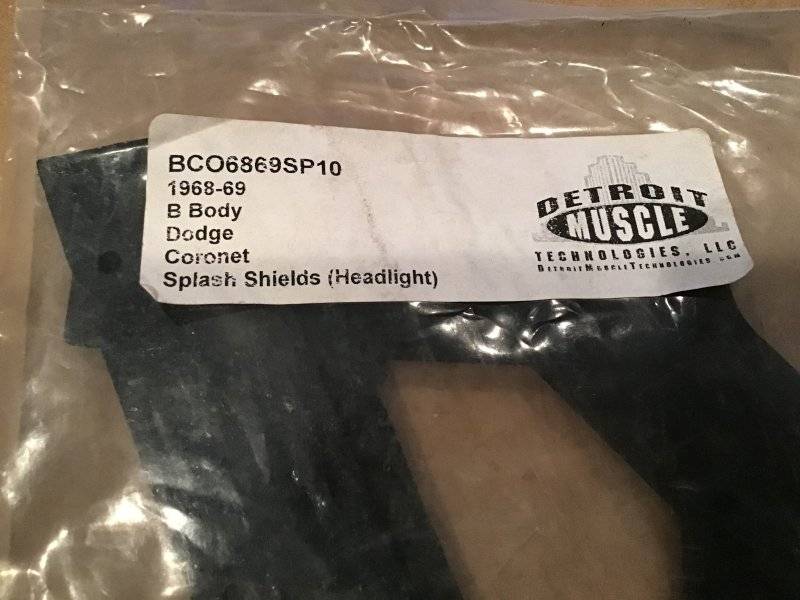 BCO6869SP10
1968-69
B Body
Dodge
Coronet
Splash Shields (Headlight)
DETROIT
MUSCLE
TECHNOLOGIES, LLC
DETROITMUSCLETECHNOLOGIES.COM